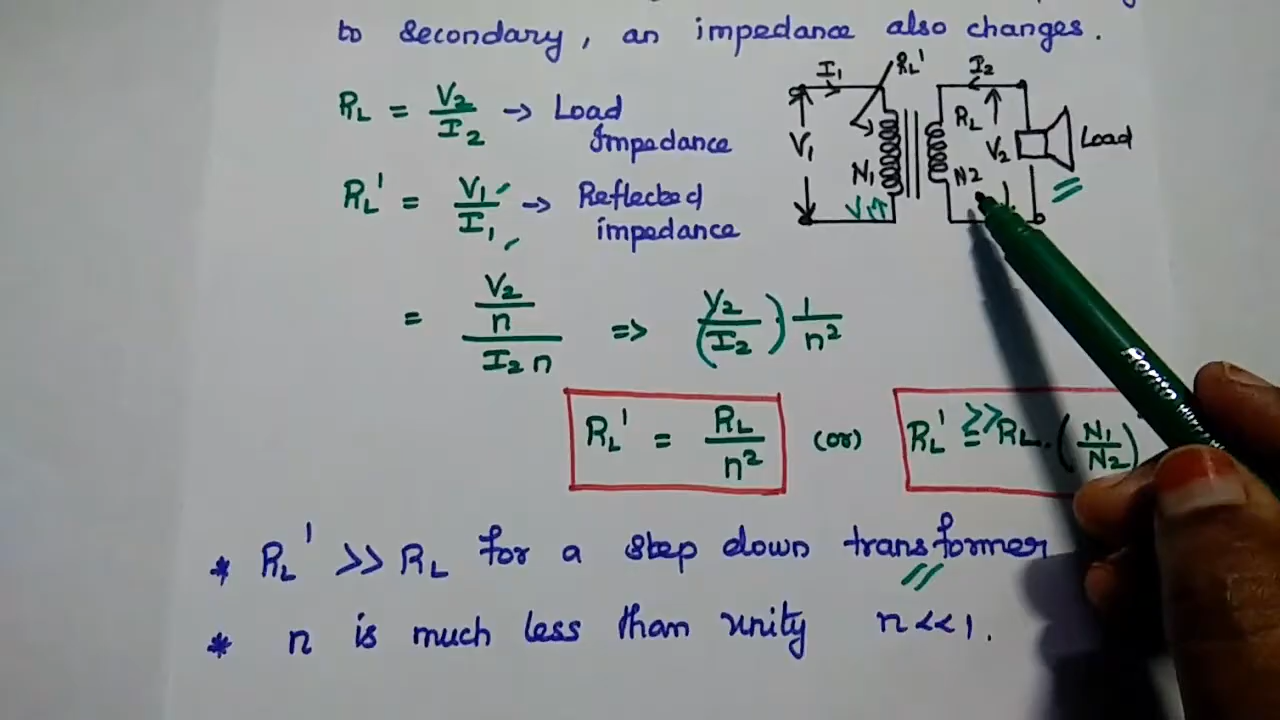 to secondary, an impedance also changes.
RL = V2/I2 → Load Impedance
RL' = V1/I1 → Reflected impedance
= (V2/n)/(I2 n) => (V2/I2) · 1/n²
RL' = RL/n² (or) RL' = >> RL. (N1/N2)
* RL' >> RL for a step down transformer
* n is much less than unity n<<1.
I1 RL' I2
V1 N1 RL N2 V2 Load
V1↑